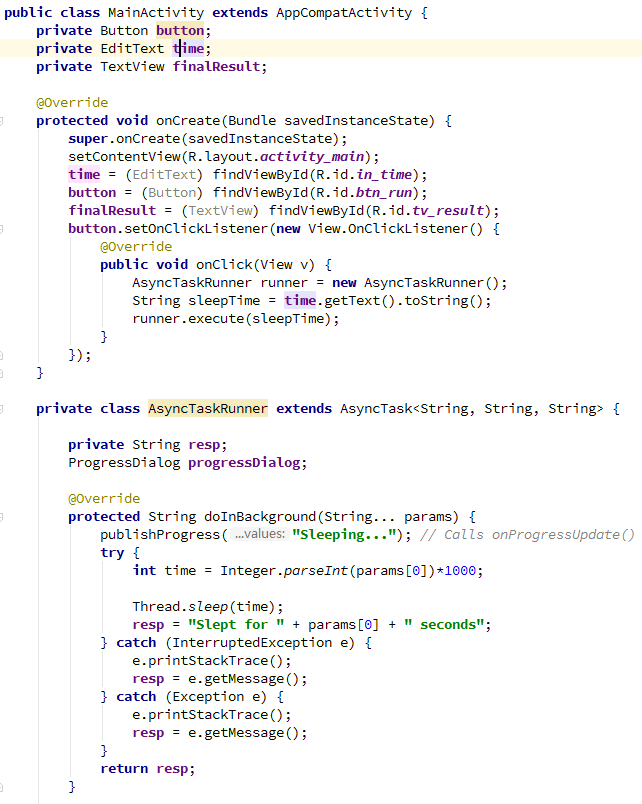 public class MainActivity extends AppCompatActivity {
    private Button button;
    private EditText time;
    private TextView finalResult;

    @Override
    protected void onCreate(Bundle savedInstanceState) {
        super.onCreate(savedInstanceState);
        setContentView(R.layout.activity_main);
        time = (EditText) findViewById(R.id.in_time);
        button = (Button) findViewById(R.id.btn_run);
        finalResult = (TextView) findViewById(R.id.tv_result);
        button.setOnClickListener(new View.OnClickListener() {
            @Override
            public void onClick(View v) {
                AsyncTaskRunner runner = new AsyncTaskRunner();
                String sleepTime = time.getText().toString();
                runner.execute(sleepTime);
            }
        });
    }

    private class AsyncTaskRunner extends AsyncTask<String, String, String> {

        private String resp;
        ProgressDialog progressDialog;

        @Override
        protected String doInBackground(String... params) {
            publishProgress( ...values: "Sleeping..."); // Calls onProgressUpdate()
            try {
                int time = Integer.parseInt(params[0])*1000;

                Thread.sleep(time);
                resp = "Slept for " + params[0] + " seconds";
            } catch (InterruptedException e) {
                e.printStackTrace();
                resp = e.getMessage();
            } catch (Exception e) {
                e.printStackTrace();
                resp = e.getMessage();
            }
            return resp;
        }